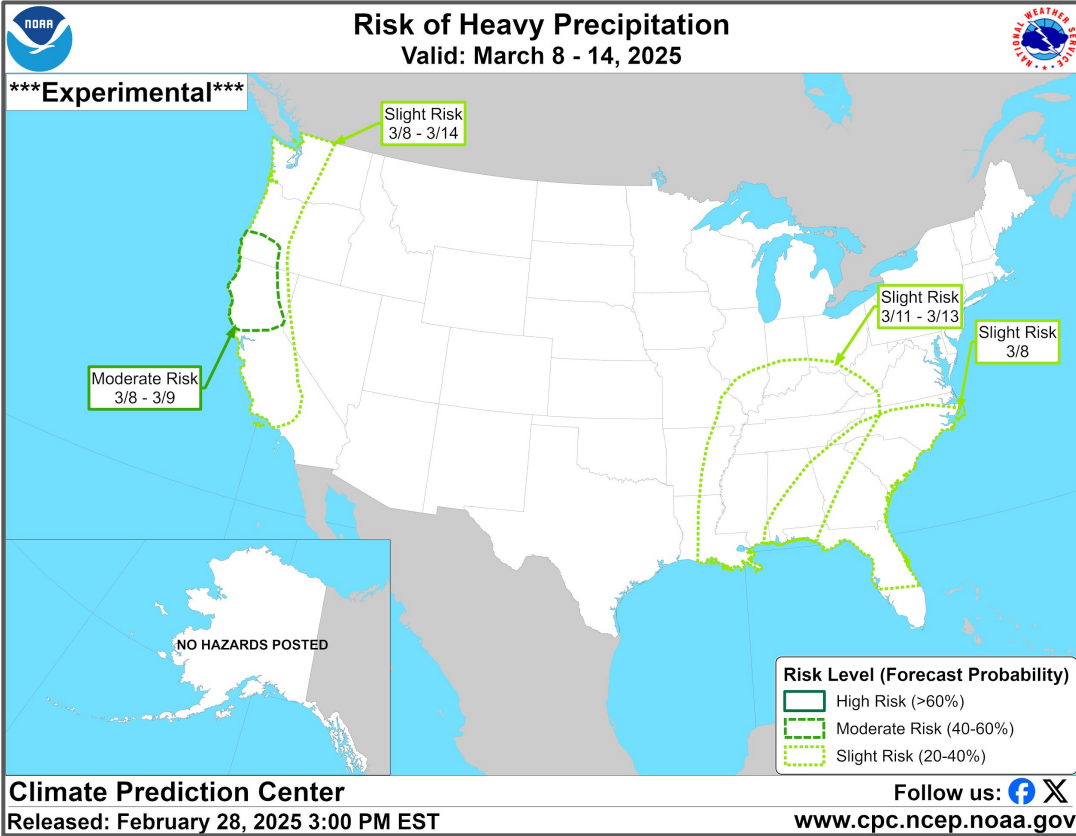 NOAA
Risk of Heavy Precipitation
Valid: March 8 - 14, 2025
NATIONAL WEATHER SERVICE
***Experimental***
Slight Risk
3/8 - 3/14
Slight Risk
3/11 - 3/13
Slight Risk
3/8
Moderate Risk
3/8 - 3/9
NO HAZARDS POSTED
Risk Level (Forecast Probability)
High Risk (>60%)
Moderate Risk (40-60%)
Slight Risk (20-40%)
Climate Prediction Center
Follow us:
Released: February 28, 2025 3:00 PM EST
www.cpc.ncep.noaa.gov